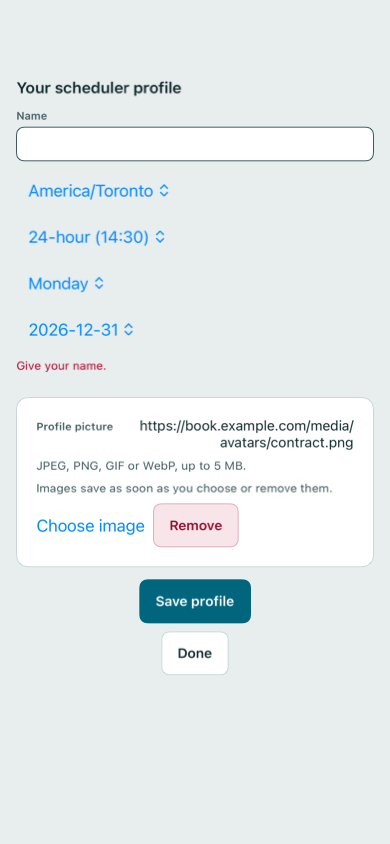 Your scheduler profile
Name
America/Toronto
24-hour (14:30)
Monday
2026-12-31
Give your name.
Profile picture
https://book.example.com/media/
avatars/contract.png
JPEG, PNG, GIF or WebP, up to 5 MB.
Images save as soon as you choose or remove them.
Choose image
Remove
Save profile
Done